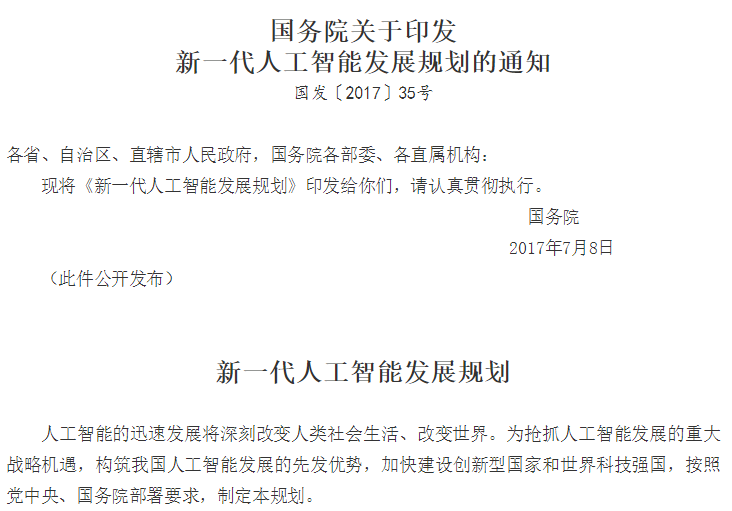 国务院关于印发
新一代人工智能发展规划的通知
国发〔2017〕35号
各省、自治区、直辖市人民政府，国务院各部委、各直属机构：
现将《新一代人工智能发展规划》印发给你们，请认真贯彻执行。
国务院
2017年7月8日
（此件公开发布）
新一代人工智能发展规划
人工智能的迅速发展将深刻改变人类社会生活、改变世界。为抢抓人工智能发展的重大
战略机遇，构筑我国人工智能发展的先发优势，加快建设创新型国家和世界科技强国，按照
党中央、国务院部署要求，制定本规划。